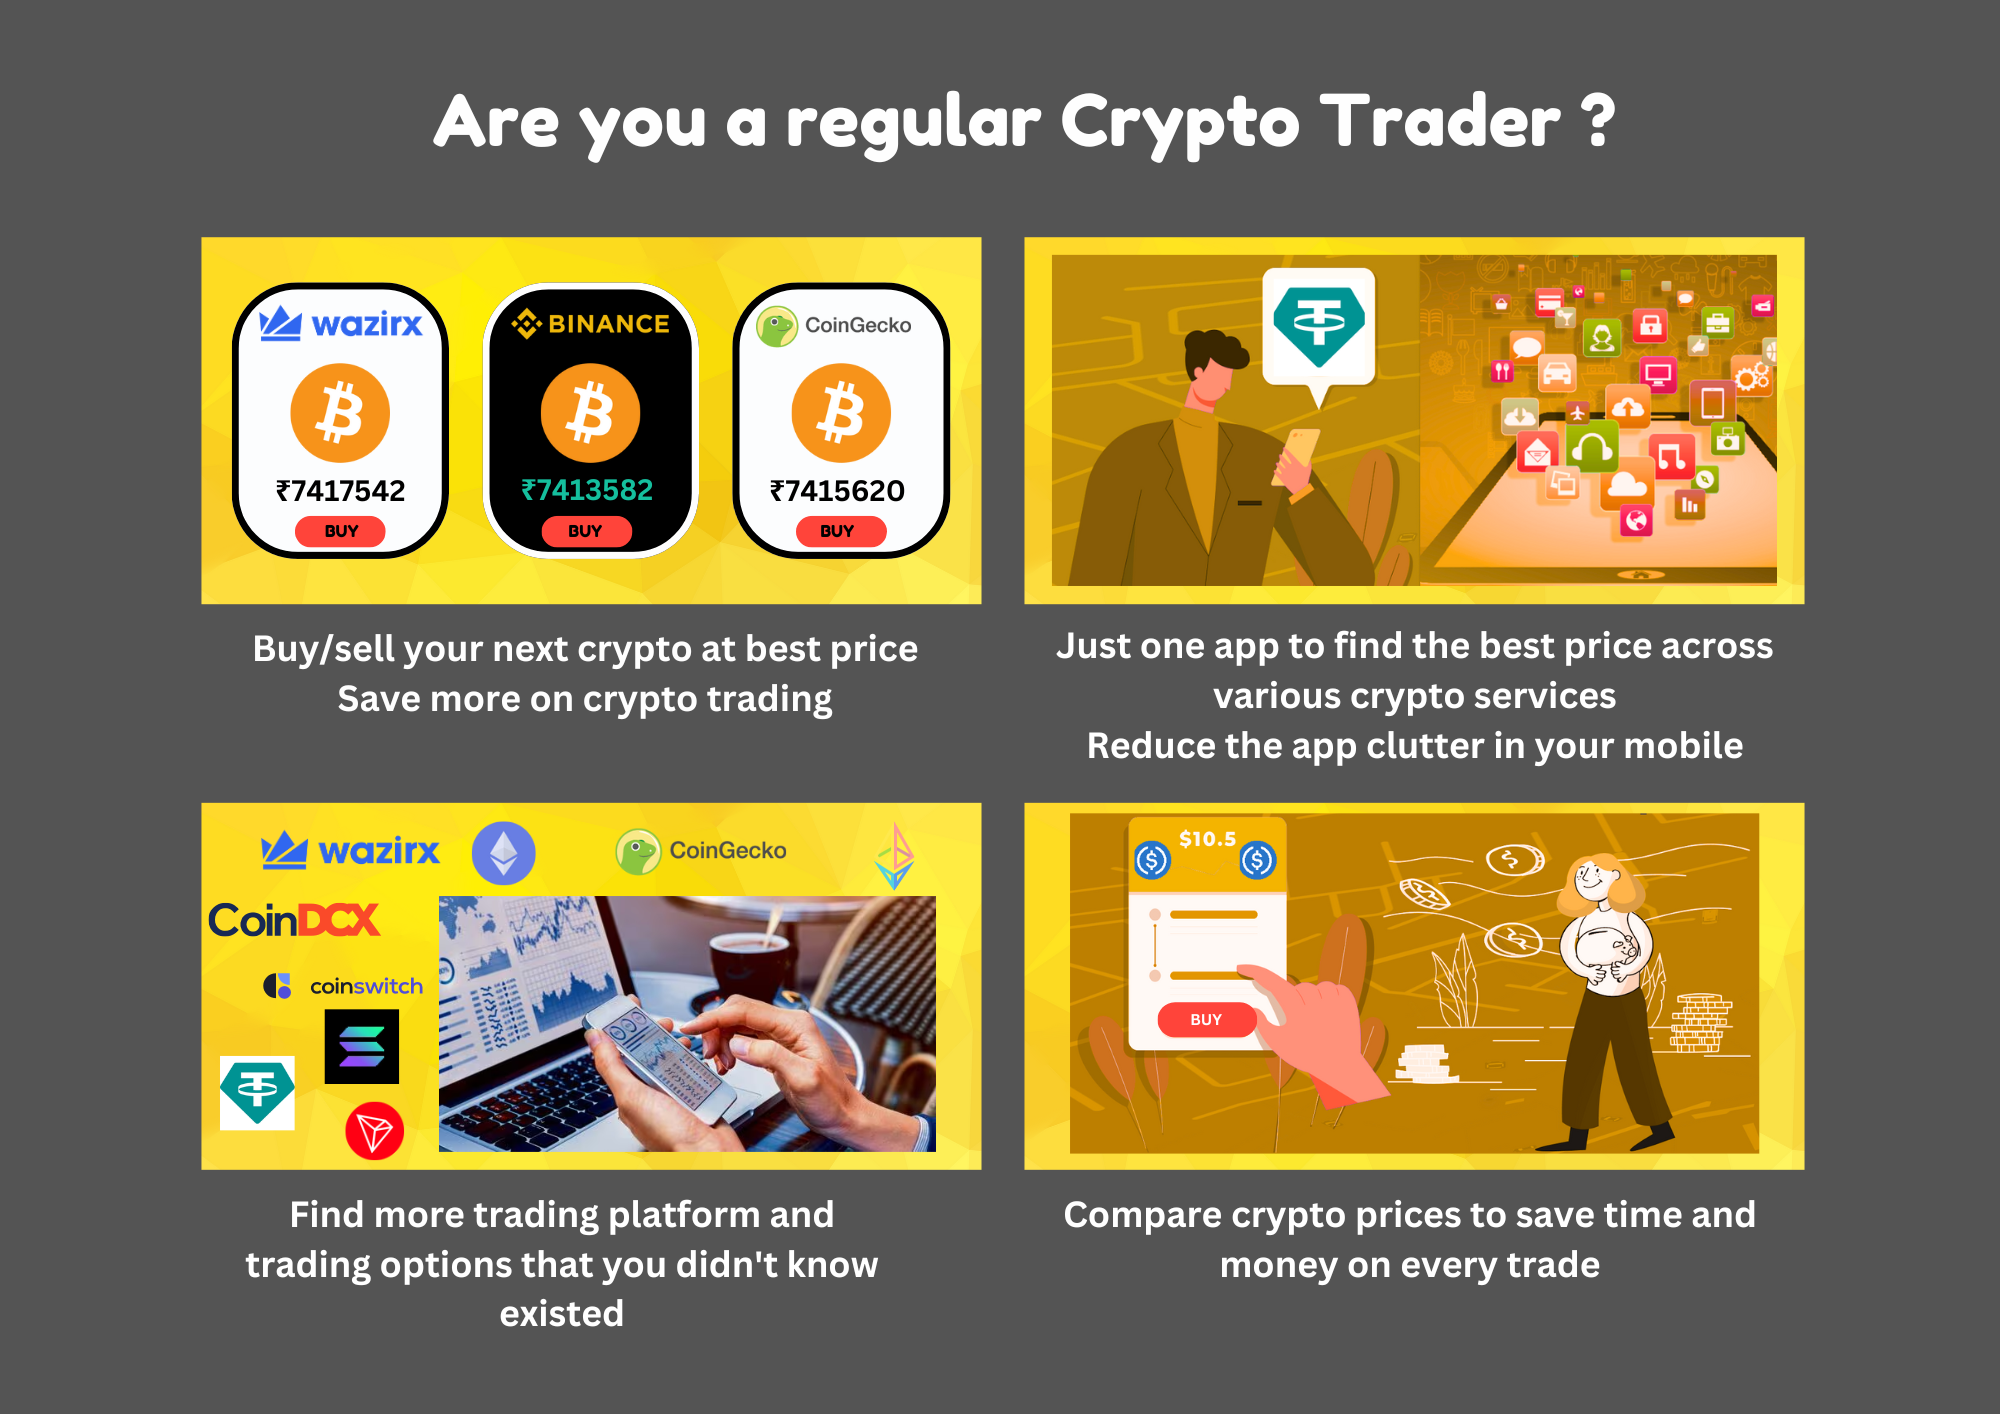 Are you a regular Crypto Trader ?
wazirx
₹7417542
BUY
BINANCE
₹7413582
BUY
CoinGecko
₹7415620
BUY
Buy/sell your next crypto at best price
Save more on crypto trading
Just one app to find the best price across
various crypto services
Reduce the app clutter in your mobile
wazirx
CoinGecko
CoinDCX
coinswitch
Find more trading platform and
trading options that you didn't know
existed
$10.5
BUY
Compare crypto prices to save time and
money on every trade